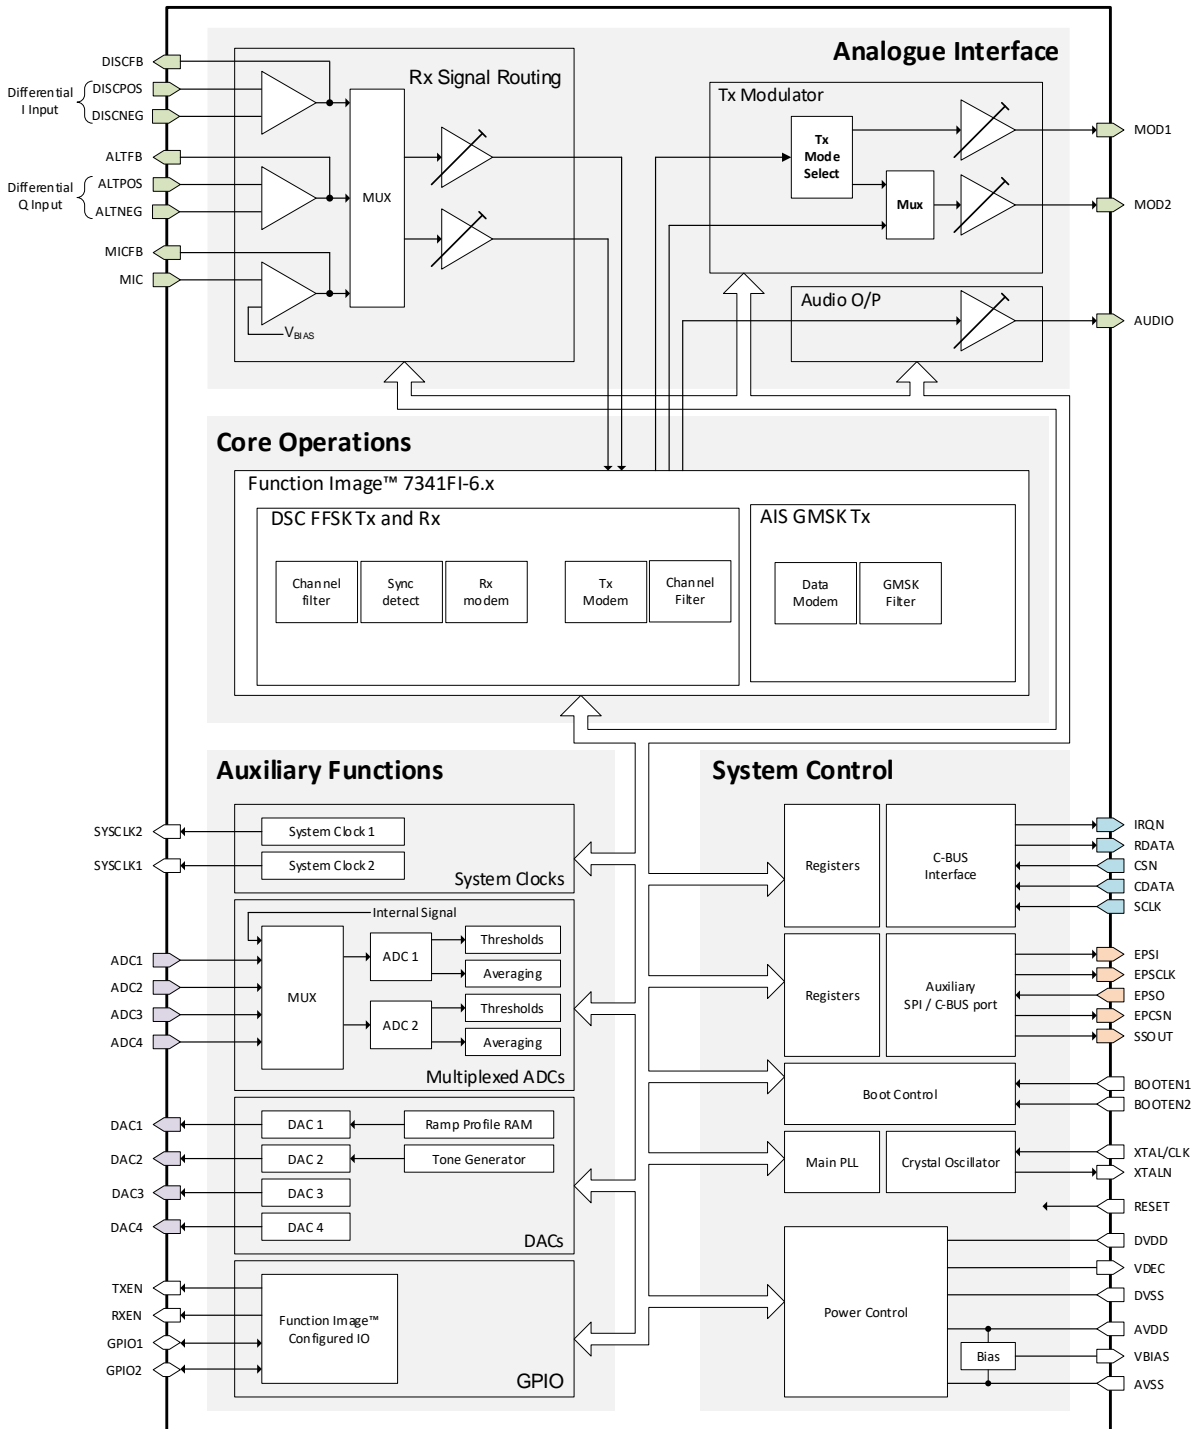 Analogue Interface
DISCFB
Differential
I Input
DISCPOS
DISCNEG
ALTFB
Differential
Q Input
ALTPOS
ALTNEG
MICFB
MIC
Rx Signal Routing
MUX
VBIAS
Tx Modulator
Tx
Mode
Select
Mux
MOD1
MOD2
Audio O/P
AUDIO
Core Operations
Function Image™ 7341FI-6.x
DSC FFSK Tx and Rx
Channel
filter
Sync
detect
Rx
modem
Tx
Modem
Channel
Filter
AIS GMSK Tx
Data
Modem
GMSK
Filter
Auxiliary Functions
SYSCLK2
System Clock 1
SYSCLK1
System Clock 2
System Clocks
Internal Signal
ADC1
ADC2
ADC3
ADC4
MUX
ADC 1
Thresholds
Averaging
ADC 2
Thresholds
Averaging
Multiplexed ADCs
DAC1
DAC 1
Ramp Profile RAM
DAC2
DAC 2
Tone Generator
DAC3
DAC 3
DAC4
DAC 4
DACs
TXEN
RXEN
GPIO1
GPIO2
Function Image™
Configured IO
GPIO
System Control
Registers
C-BUS
Interface
IRQN
RDATA
CSN
CDATA
SCLK
Registers
Auxiliary
SPI / C-BUS port
EPSI
EPSCLK
EPSO
EPCSN
SSOUT
Boot Control
BOOTEN1
BOOTEN2
Main PLL
Crystal Oscillator
XTAL/CLK
XTALN
RESET
Power Control
Bias
DVDD
VDEC
DVSS
AVDD
VBIAS
AVSS